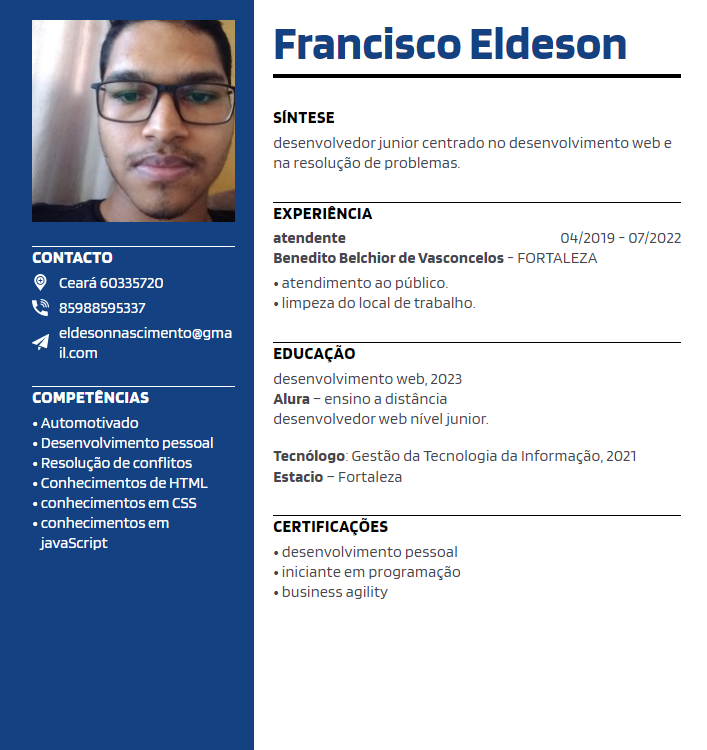 Francisco Eldeson
CONTACTO
Ceará 60335720
85988595337
eldesonnascimento@gma
il.com
COMPETÊNCIAS
• Automotivado
• Desenvolvimento pessoal
• Resolução de conflitos
• Conhecimentos de HTML
• conhecimentos em CSS
• conhecimentos em
javaScript
SÍNTESE
desenvolvedor junior centrado no desenvolvimento web e
na resolução de problemas.
EXPERIÊNCIA
atendente 04/2019 - 07/2022
Benedito Belchior de Vasconcelos - FORTALEZA
• atendimento ao público.
• limpeza do local de trabalho.
EDUCAÇÃO
desenvolvimento web, 2023
Alura – ensino a distância
desenvolvedor web nível junior.
Tecnólogo: Gestão da Tecnologia da Informação, 2021
Estacio – Fortaleza
CERTIFICAÇÕES
• desenvolvimento pessoal
• iniciante em programação
• business agility